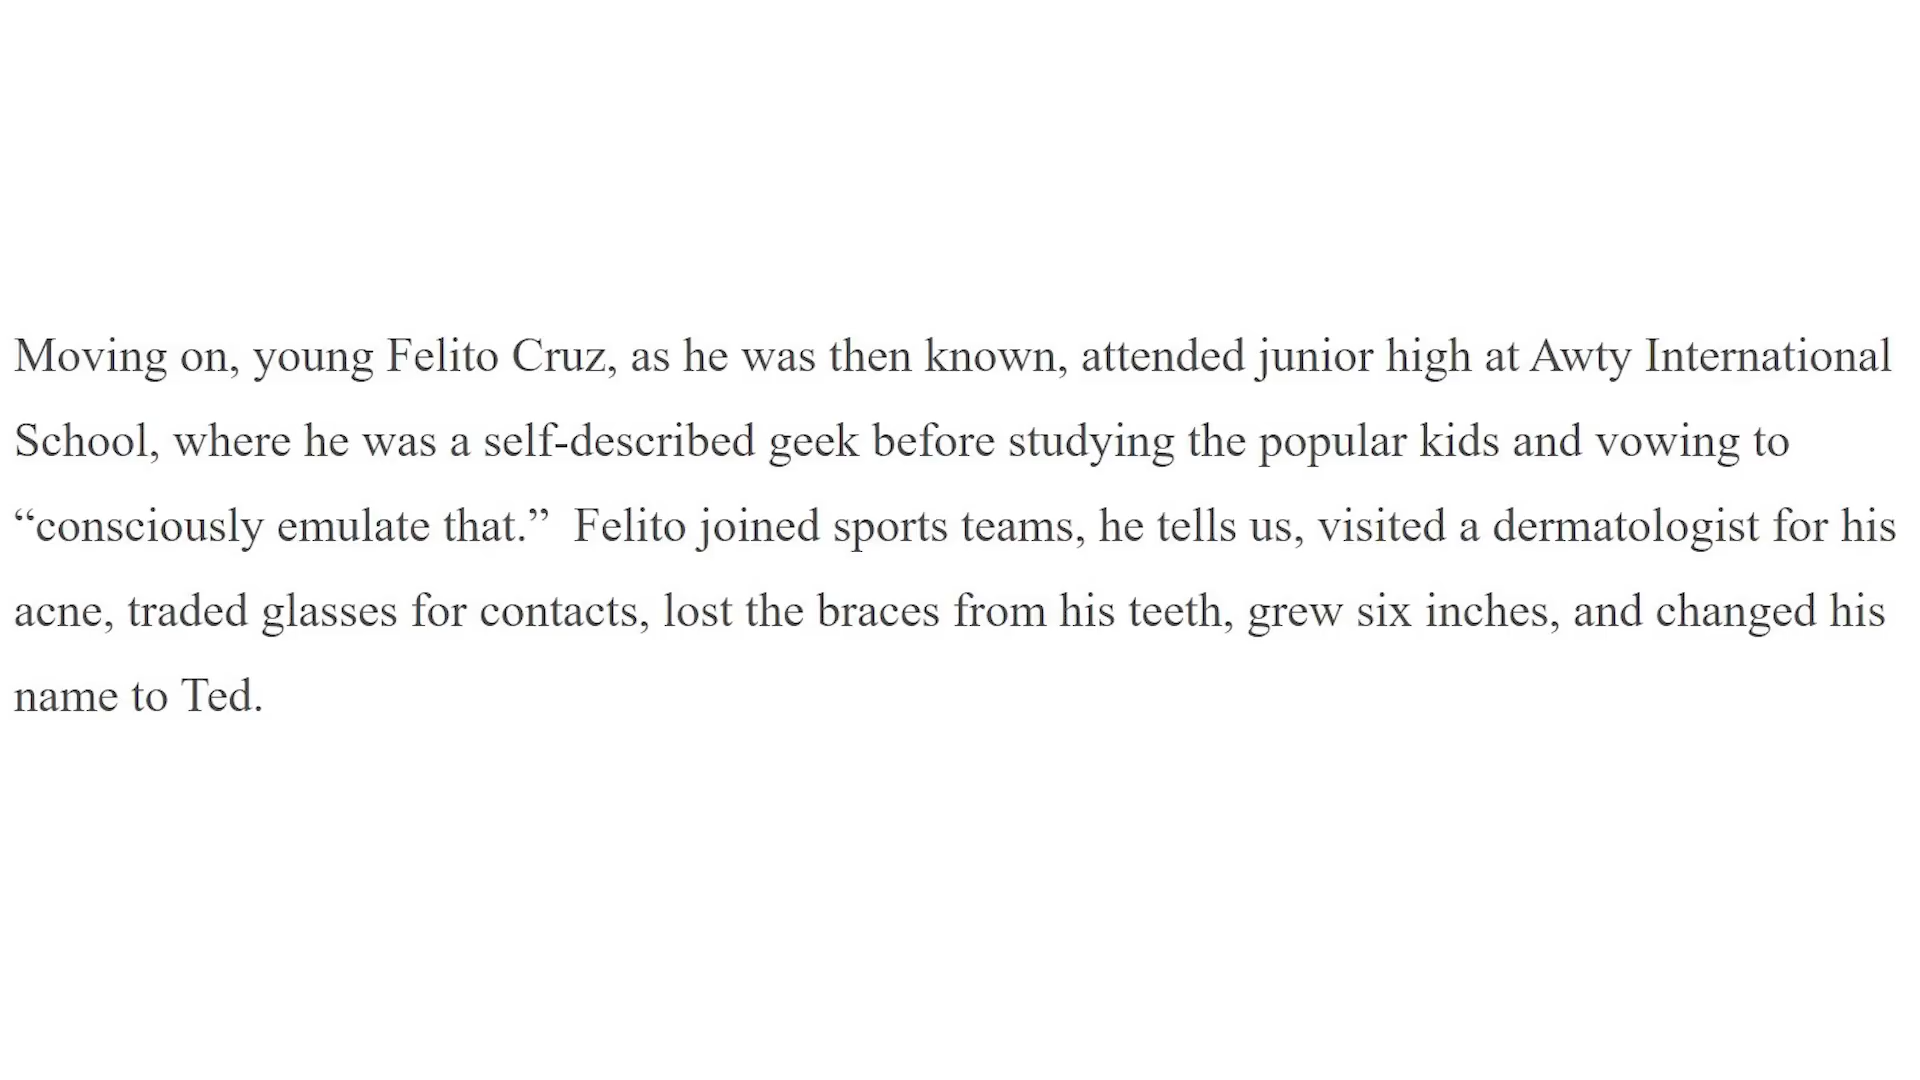 Moving on, young Felito Cruz, as he was then known, attended junior high at Awty International
School, where he was a self-described geek before studying the popular kids and vowing to
“consciously emulate that.”  Felito joined sports teams, he tells us, visited a dermatologist for his
acne, traded glasses for contacts, lost the braces from his teeth, grew six inches, and changed his
name to Ted.